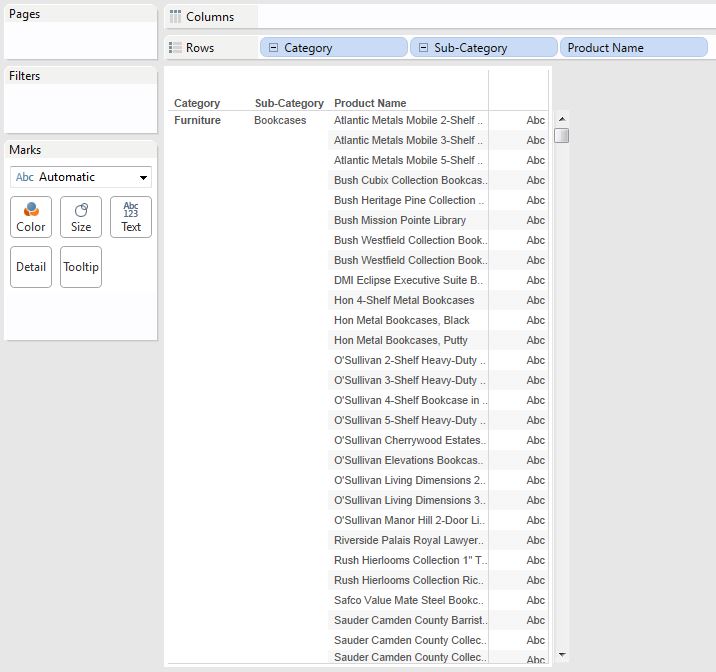 Pages
Columns
Rows
Category
Sub-Category
Product Name
Filters
Marks
Abc Automatic
Color
Size
Abc
123
Text
Detail
Tooltip
Category Sub-Category Product Name
Furniture Bookcases Atlantic Metals Mobile 2-Shelf .. Abc
Atlantic Metals Mobile 3-Shelf .. Abc
Atlantic Metals Mobile 5-Shelf .. Abc
Bush Cubix Collection Bookcas.. Abc
Bush Heritage Pine Collection .. Abc
Bush Mission Pointe Library Abc
Bush Westfield Collection Book.. Abc
Bush Westfield Collection Book.. Abc
DMI Eclipse Executive Suite B.. Abc
Hon 4-Shelf Metal Bookcases Abc
Hon Metal Bookcases, Black Abc
Hon Metal Bookcases, Putty Abc
O'Sullivan 2-Shelf Heavy-Duty .. Abc
O'Sullivan 3-Shelf Heavy-Duty .. Abc
O'Sullivan 4-Shelf Bookcase in .. Abc
O'Sullivan 5-Shelf Heavy-Duty .. Abc
O'Sullivan Cherrywood Estates.. Abc
O'Sullivan Elevations Bookcas.. Abc
O'Sullivan Living Dimensions 2.. Abc
O'Sullivan Living Dimensions 3.. Abc
O'Sullivan Manor Hill 2-Door Li.. Abc
Riverside Palais Royal Lawyer.. Abc
Rush Hierlooms Collection 1" T.. Abc
Rush Hierlooms Collection Ric.. Abc
Safco Value Mate Steel Bookc.. Abc
Sauder Camden County Barrist.. Abc
Sauder Camden County Collec.. Abc
Sauder Camden County Collec.. Abc